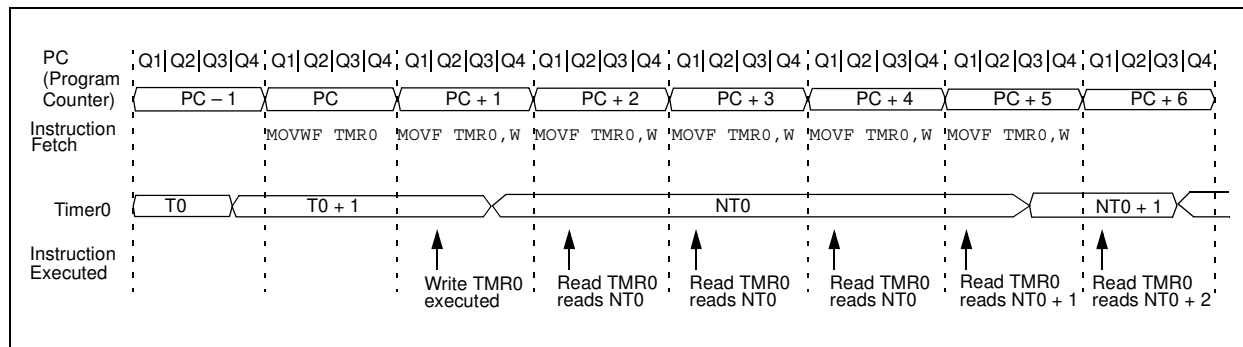 PC
(Program
Counter)
Q1 Q2 Q3 Q4 Q1 Q2 Q3 Q4 Q1 Q2 Q3 Q4 Q1 Q2 Q3 Q4 Q1 Q2 Q3 Q4 Q1 Q2 Q3 Q4 Q1 Q2 Q3 Q4 Q1 Q2 Q3 Q4
PC – 1 PC PC + 1 PC + 2 PC + 3 PC + 4 PC + 5 PC + 6
Instruction
Fetch
MOVWF TMR0 MOVF TMR0,W MOVF TMR0,W MOVF TMR0,W MOVF TMR0,W MOVF TMR0,W
Timer0
T0 T0 + 1 NT0 NT0 + 1
Instruction
Executed
Write TMR0
executed
Read TMR0
reads NT0
Read TMR0
reads NT0
Read TMR0
reads NT0
Read TMR0
reads NT0 + 1
Read TMR0
reads NT0 + 2